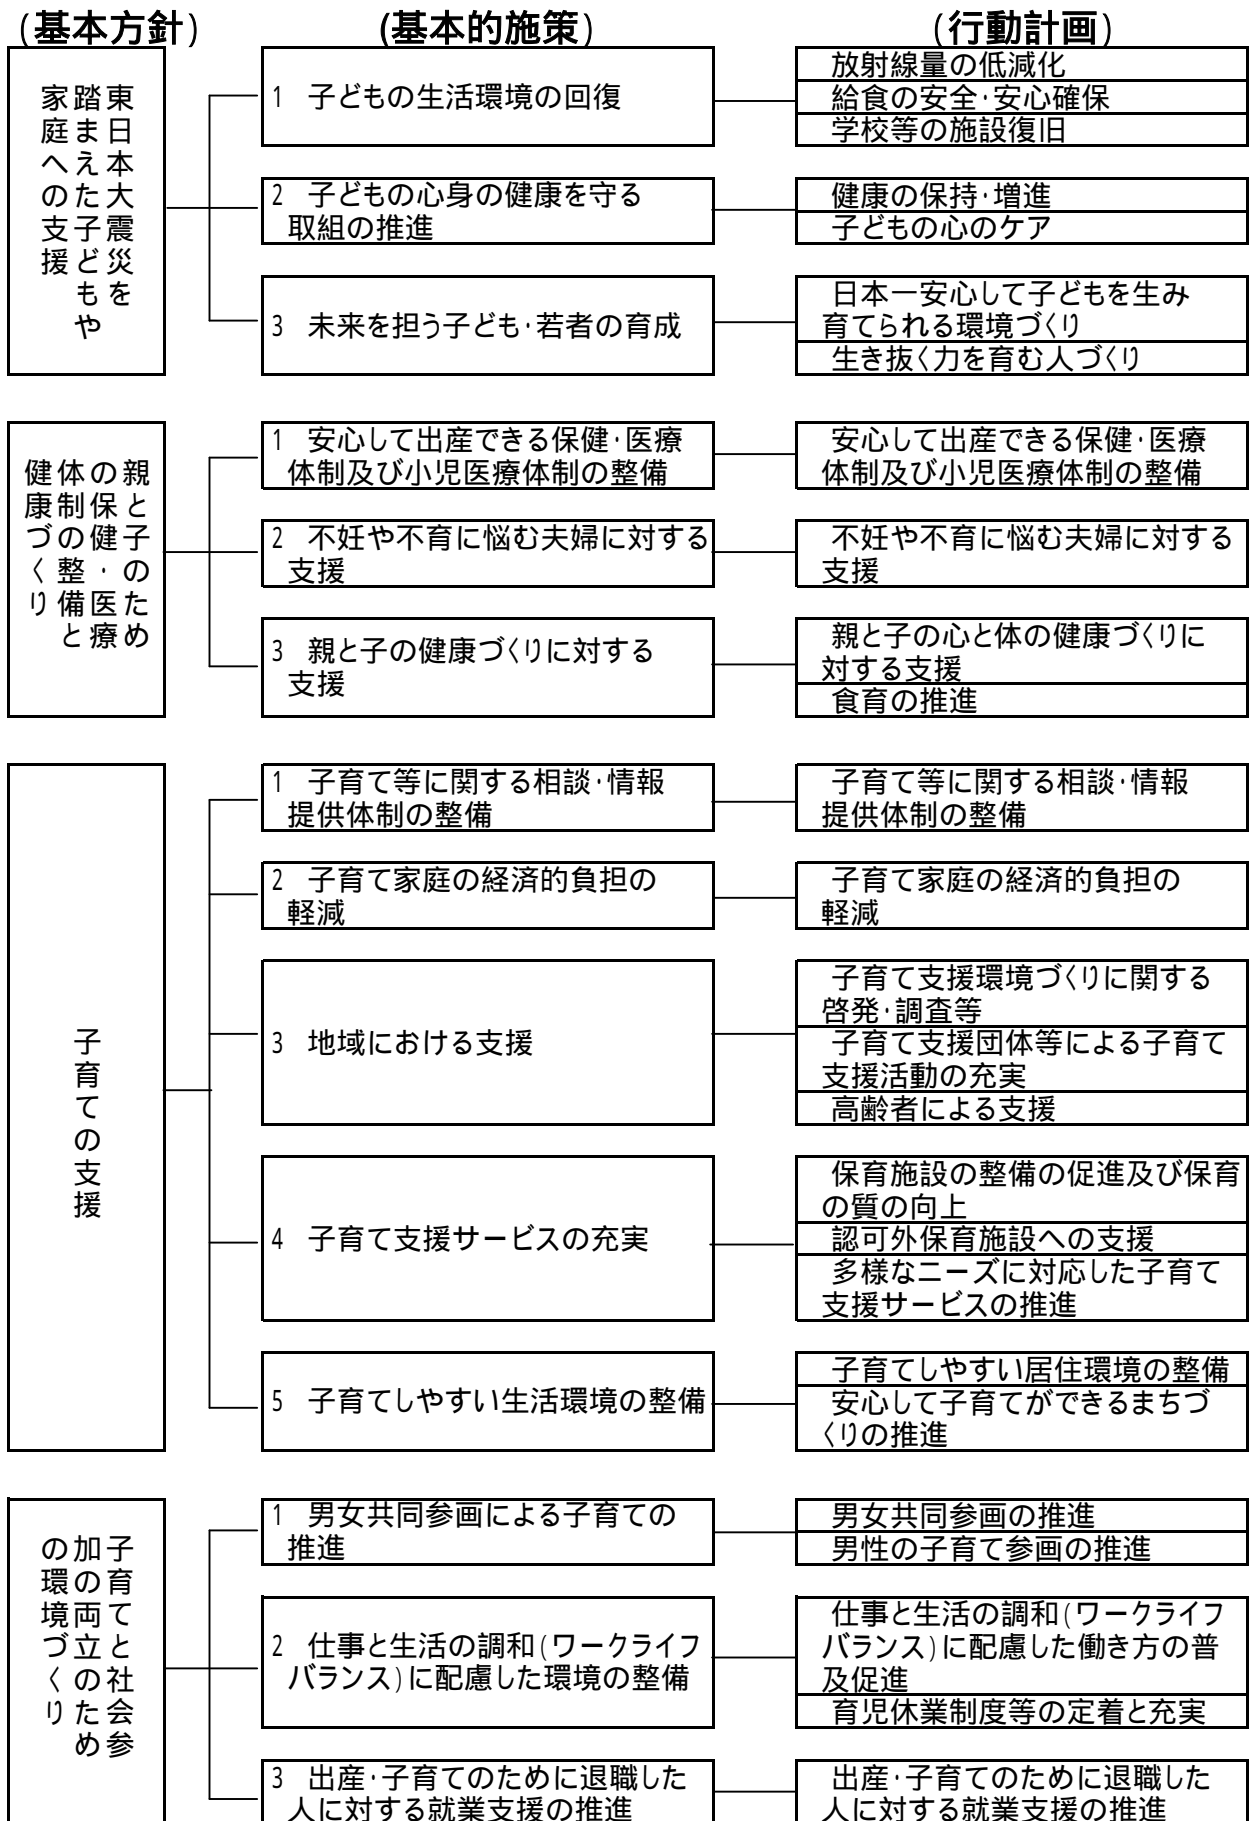 (基本方針)
(基本的施策)
(行動計画)
東日本大震災を
踏まえた子どもや
家庭への支援
1 子どもの生活環境の回復
放射線量の低減化
給食の安全・安心確保
学校等の施設復旧
2 子どもの心身の健康を守る
取組の推進
健康の保持・増進
子どもの心のケア
3 未来を担う子ども・若者の育成
日本一安心して子どもを生み
育てられる環境づくり
生き抜く力を育む人づくり
親と子のため
の保健・医療
体制の整備と
健康づくり
1 安心して出産できる保健・医療
体制及び小児医療体制の整備
安心して出産できる保健・医療
体制及び小児医療体制の整備
2 不妊や不育に悩む夫婦に対する
支援
不妊や不育に悩む夫婦に対する
支援
3 親と子の健康づくりに対する
支援
親と子の心と体の健康づくりに
対する支援
食育の推進
子育ての支援
1 子育て等に関する相談・情報
提供体制の整備
子育て等に関する相談・情報
提供体制の整備
2 子育て家庭の経済的負担の
軽減
子育て家庭の経済的負担の
軽減
3 地域における支援
子育て支援環境づくりに関する
啓発・調査等
子育て支援団体等による子育て
支援活動の充実
高齢者による支援
4 子育て支援サービスの充実
保育施設の整備の促進及び保育
の質の向上
認可外保育施設への支援
多様なニーズに対応した子育て
支援サービスの推進
5 子育てしやすい生活環境の整備
子育てしやすい居住環境の整備
安心して子育てができるまちづ
くりの推進
子育てと社会参
加の両立のため
の環境づくり
1 男女共同参画による子育ての
推進
男女共同参画の推進
男性の子育て参画の推進
2 仕事と生活の調和(ワークライフ
バランス)に配慮した環境の整備
仕事と生活の調和(ワークライフ
バランス)に配慮した働き方の普
及促進
育児休業制度等の定着と充実
3 出産・子育てのために退職した
人に対する就業支援の推進
出産・子育てのために退職した
人に対する就業支援の推進